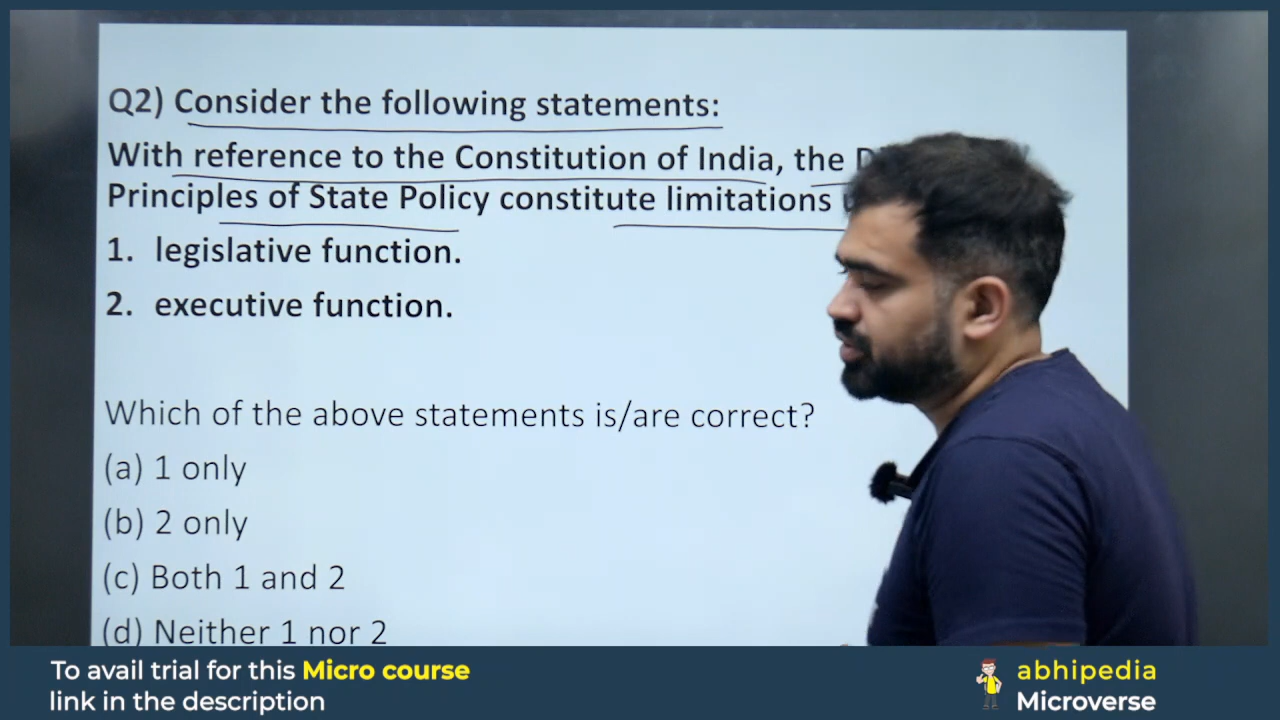 Q2) Consider the following statements:
With reference to the Constitution of India, the
Principles of State Policy constitute limitations
1. legislative function.
2. executive function.
Which of the above statements is/are correct?
(a) 1 only
(b) 2 only
(c) Both 1 and 2
(d) Neither 1 nor 2
To avail trial for this Micro course
link in the description
abhipedia
Microverse